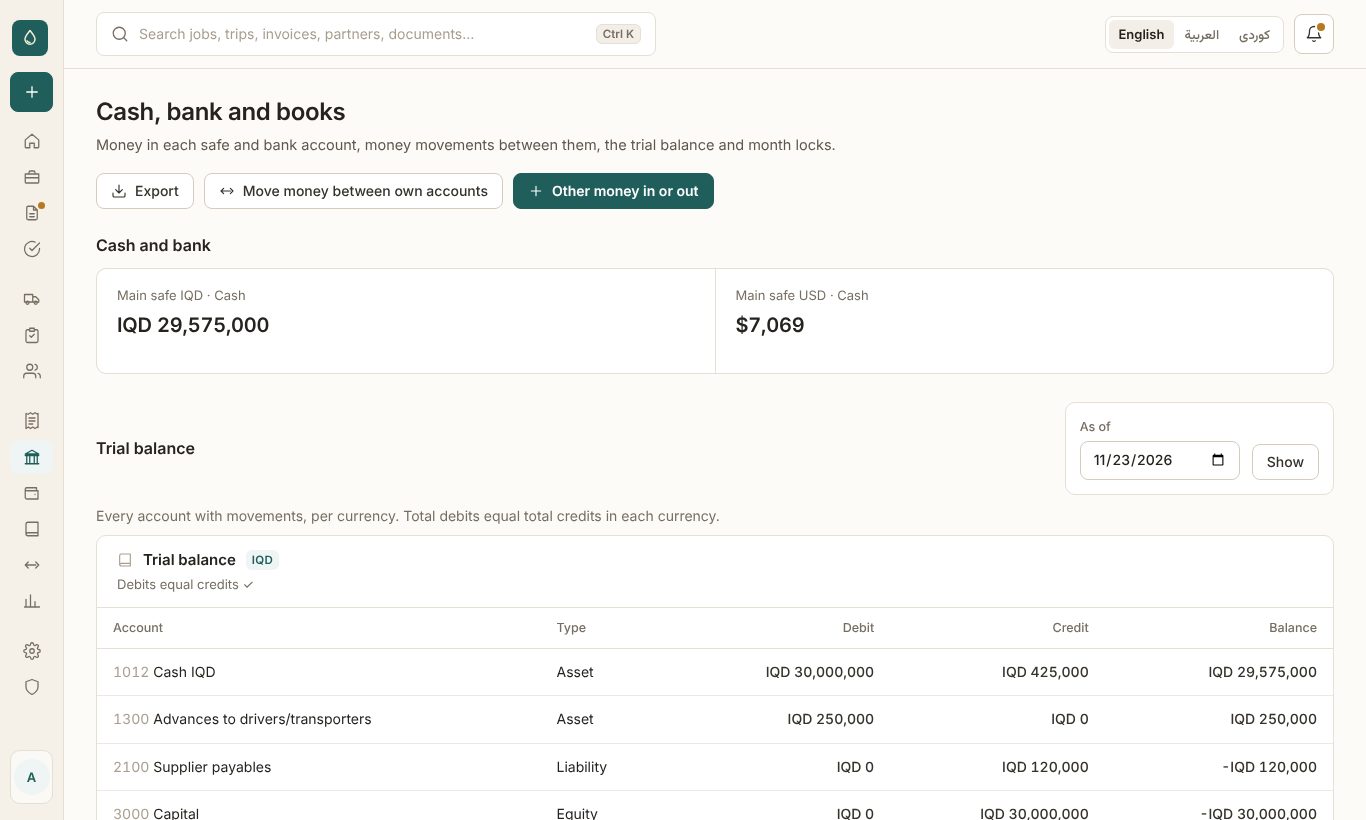 Search jobs, trips, invoices, partners, documents... Ctrl K
English العربية کوردی
Cash, bank and books
Money in each safe and bank account, money movements between them, the trial balance and month locks.
Export Move money between own accounts + Other money in or out
Cash and bank
Main safe IQD · Cash Main safe USD · Cash
IQD 29,575,000 $7,069
As of
Trial balance 11/23/2026 Show
Every account with movements, per currency. Total debits equal total credits in each currency.
Trial balance IQD
Debits equal credits ✓
Account Type Debit Credit Balance
1012 Cash IQD Asset IQD 30,000,000 IQD 425,000 IQD 29,575,000
1300 Advances to drivers/transporters Asset IQD 250,000 IQD 0 IQD 250,000
2100 Supplier payables Liability IQD 0 IQD 120,000 -IQD 120,000
3000 Capital Equity IQD 0 IQD 30,000,000 -IQD 30,000,000
A